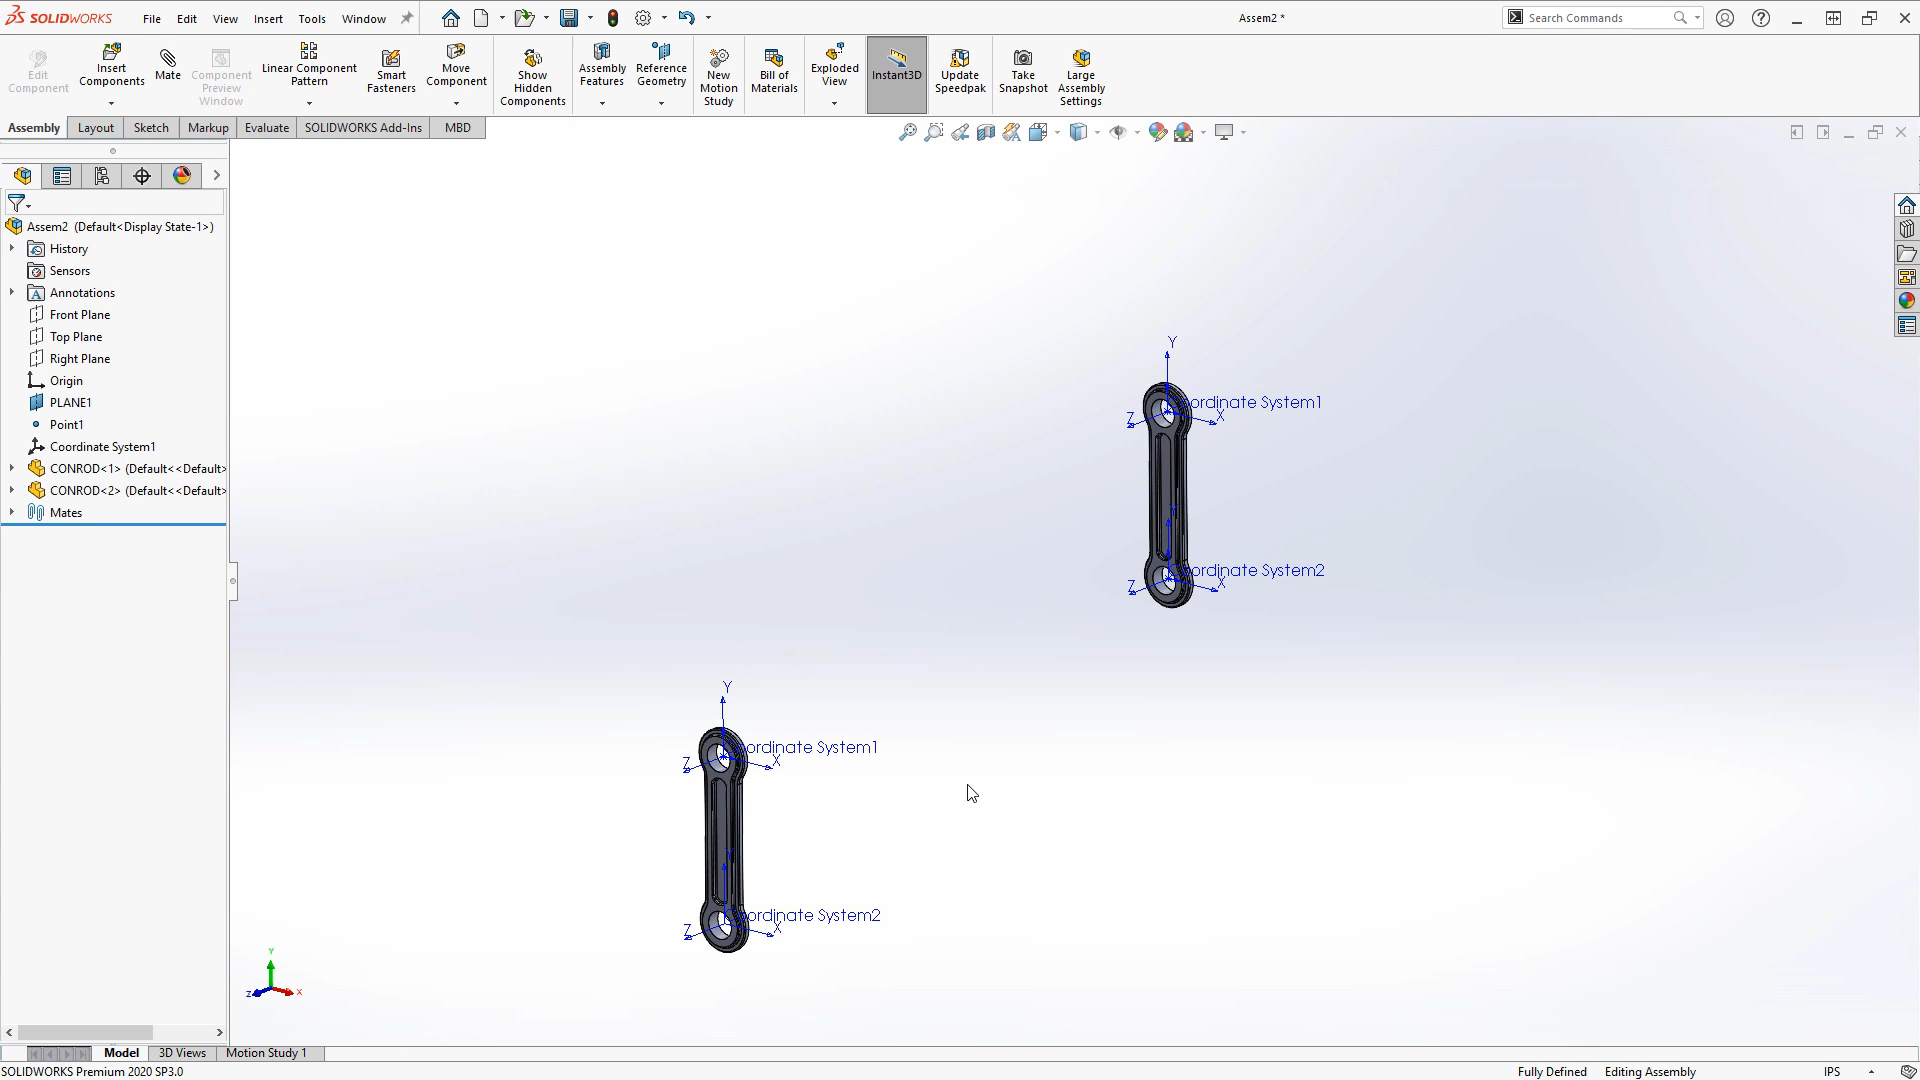 SOLIDWORKS File Edit View Insert Tools Window Assem2 * Search Commands
Edit Component
Insert Components
Mate
Component Preview Window
Linear Component Pattern
Smart Fasteners
Move Component
Show Hidden Components
Assembly Features
Reference Geometry
New Motion Study
Bill of Materials
Exploded View
Instant3D
Update Speedpak
Take Snapshot
Large Assembly Settings
Assembly Layout Sketch Markup Evaluate SOLIDWORKS Add-Ins MBD
Assem2 (Default<Display State-1>)
History
Sensors
Annotations
Front Plane
Top Plane
Right Plane
Origin
PLANE1
Point1
Coordinate System1
CONROD<1> (Default<<Default>
CONROD<2> (Default<<Default>
Mates
Y
ordinate System1
Z X
Y
ordinate System2
Z X
Y
ordinate System1
Z X
Y
ordinate System2
Z X
Y
Z X
Model 3D Views Motion Study 1
SOLIDWORKS Premium 2020 SP3.0 Fully Defined Editing Assembly IPS